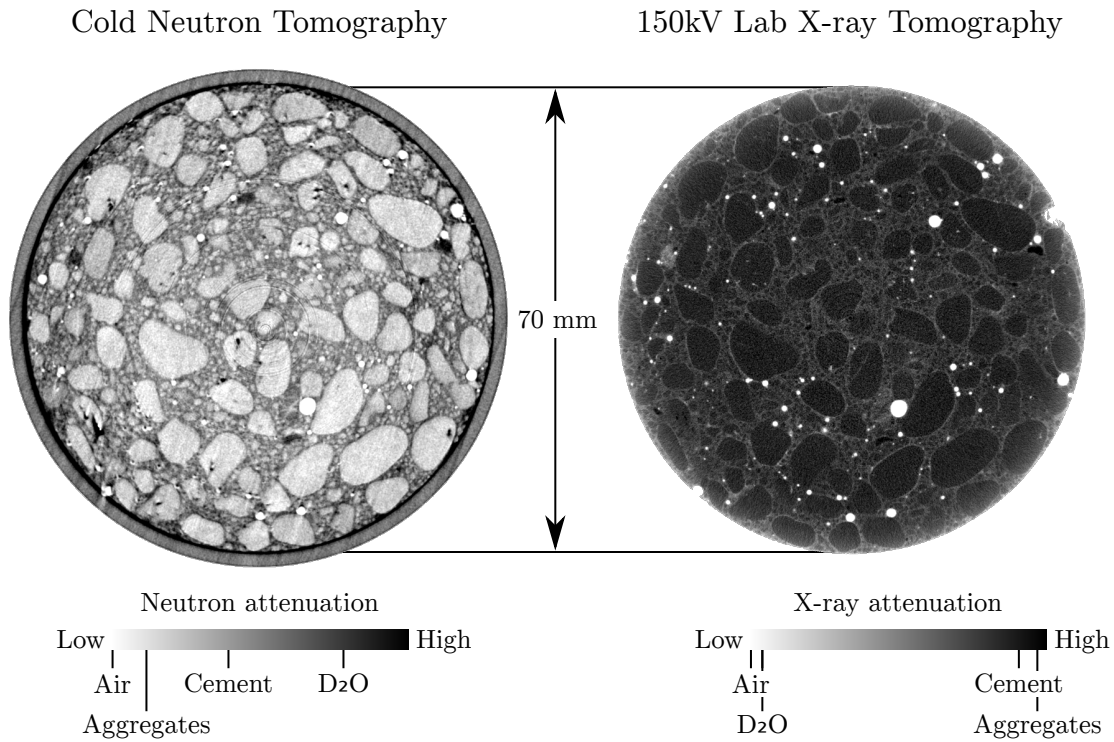 Cold Neutron Tomography
150kV Lab X-ray Tomography
70 mm
Neutron attenuation
Low High
Air Cement D2O
Aggregates
X-ray attenuation
Low High
Air Cement
D2O Aggregates